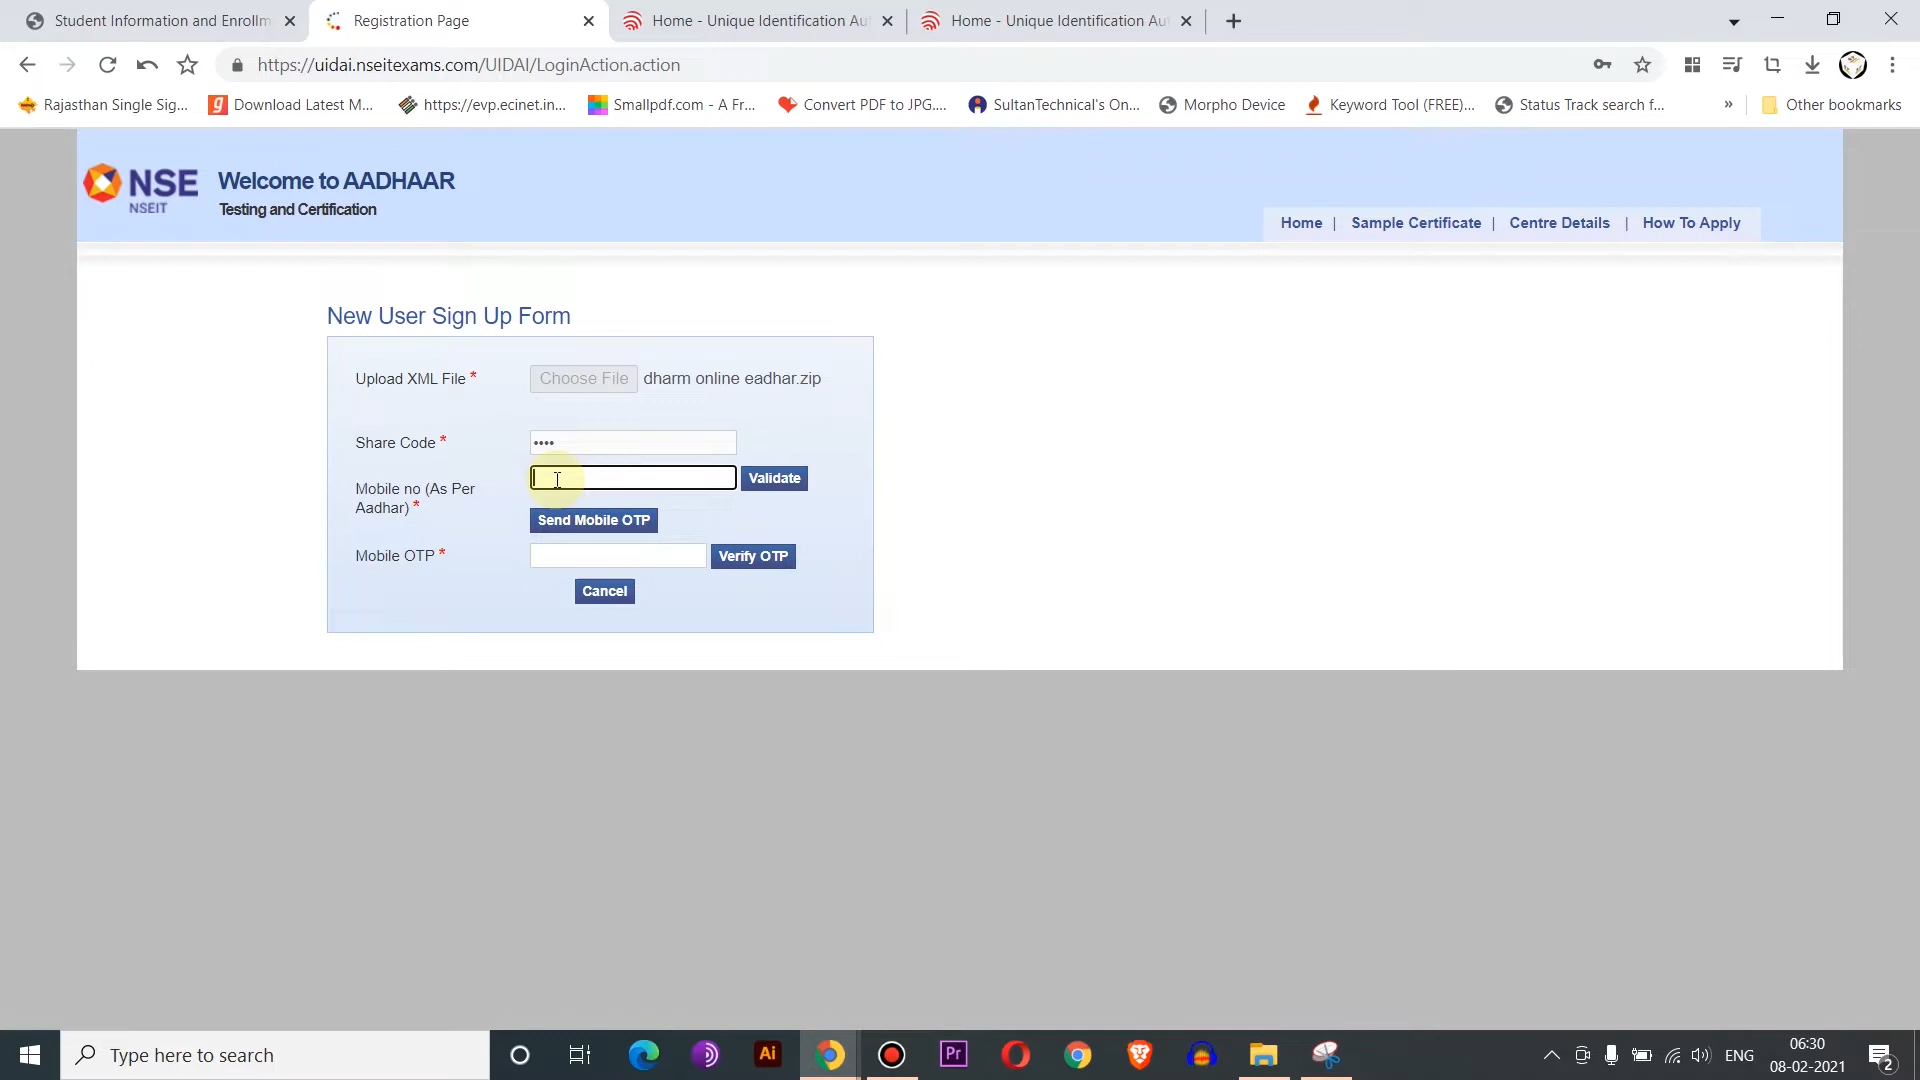 Student Information and Enrollm
Registration Page
Home - Unique Identification Au
Home - Unique Identification Au
https://uidai.nseitexams.com/UIDAI/LoginAction.action
Rajasthan Single Sig...
Download Latest M...
https://evp.ecinet.in...
Smallpdf.com - A Fr...
Convert PDF to JPG....
SultanTechnical's On...
Morpho Device
Keyword Tool (FREE)...
Status Track search f...
»
Other bookmarks
NSE
NSEIT
Welcome to AADHAAR
Testing and Certification
Home | Sample Certificate | Centre Details | How To Apply
New User Sign Up Form
Upload XML File * Choose File dharm online eadhar.zip
Share Code * ••••
Mobile no (As Per
Aadhar) *
Validate
Send Mobile OTP
Mobile OTP * Verify OTP
Cancel
Type here to search
Ai
Pr
ENG
06:30
08-02-2021
2